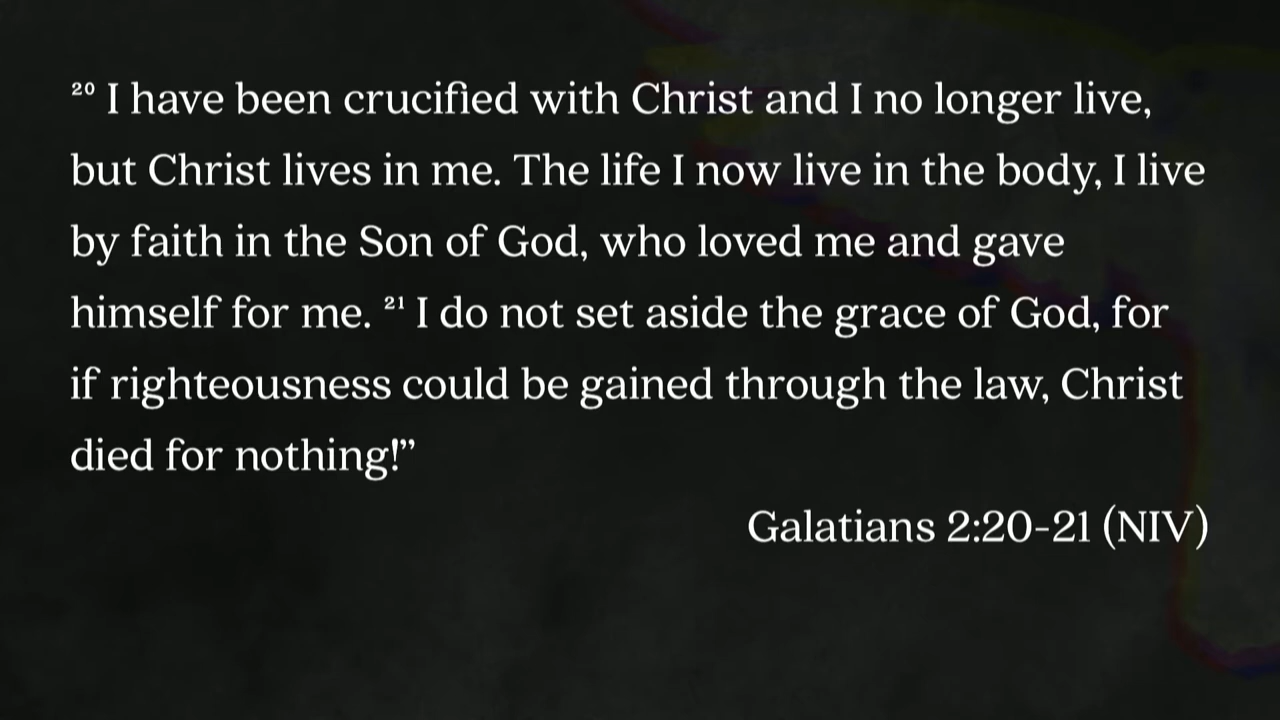 ²⁰ I have been crucified with Christ and I no longer live,
but Christ lives in me. The life I now live in the body, I live
by faith in the Son of God, who loved me and gave
himself for me. ²¹ I do not set aside the grace of God, for
if righteousness could be gained through the law, Christ
died for nothing!”
Galatians 2:20-21 (NIV)